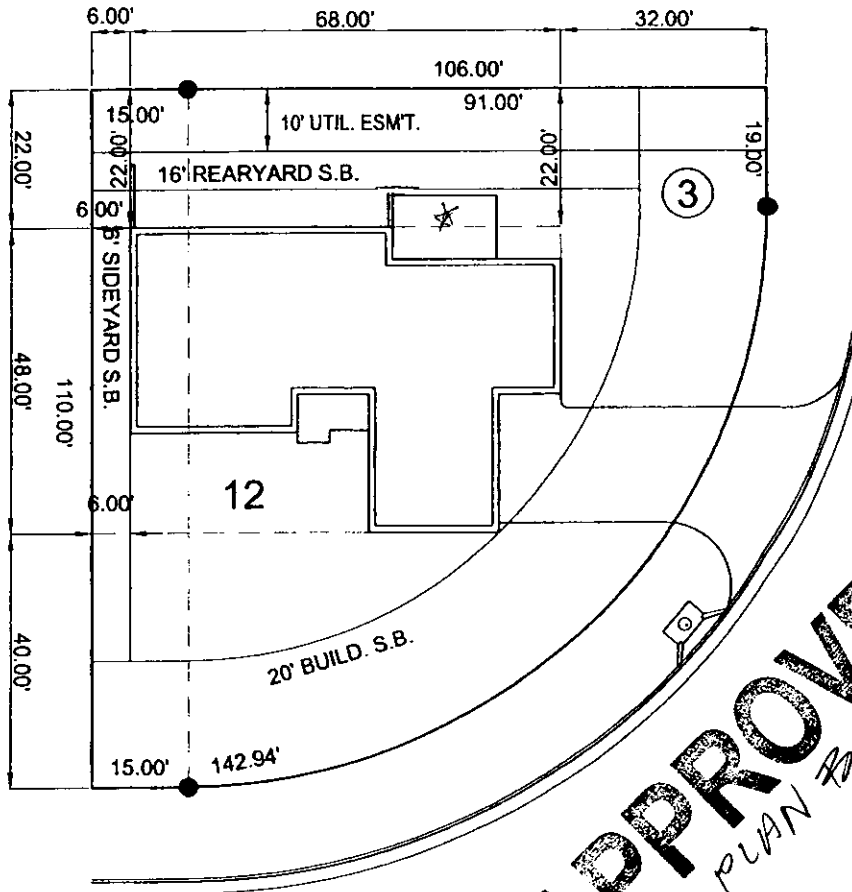 6.00' 68.00' 32.00'
106.00'
15.00' 91.00'
10' UTIL. ESM'T.
22.00' 22.00' 22.00' 19.00'
16' REARYARD S.B.
3
6.00'
6' SIDEYARD S.B.
48.00'
110.00'
6.00' 12
40.00'
20' BUILD. S.B.
15.00' 142.94'
APPROVE
PLAN